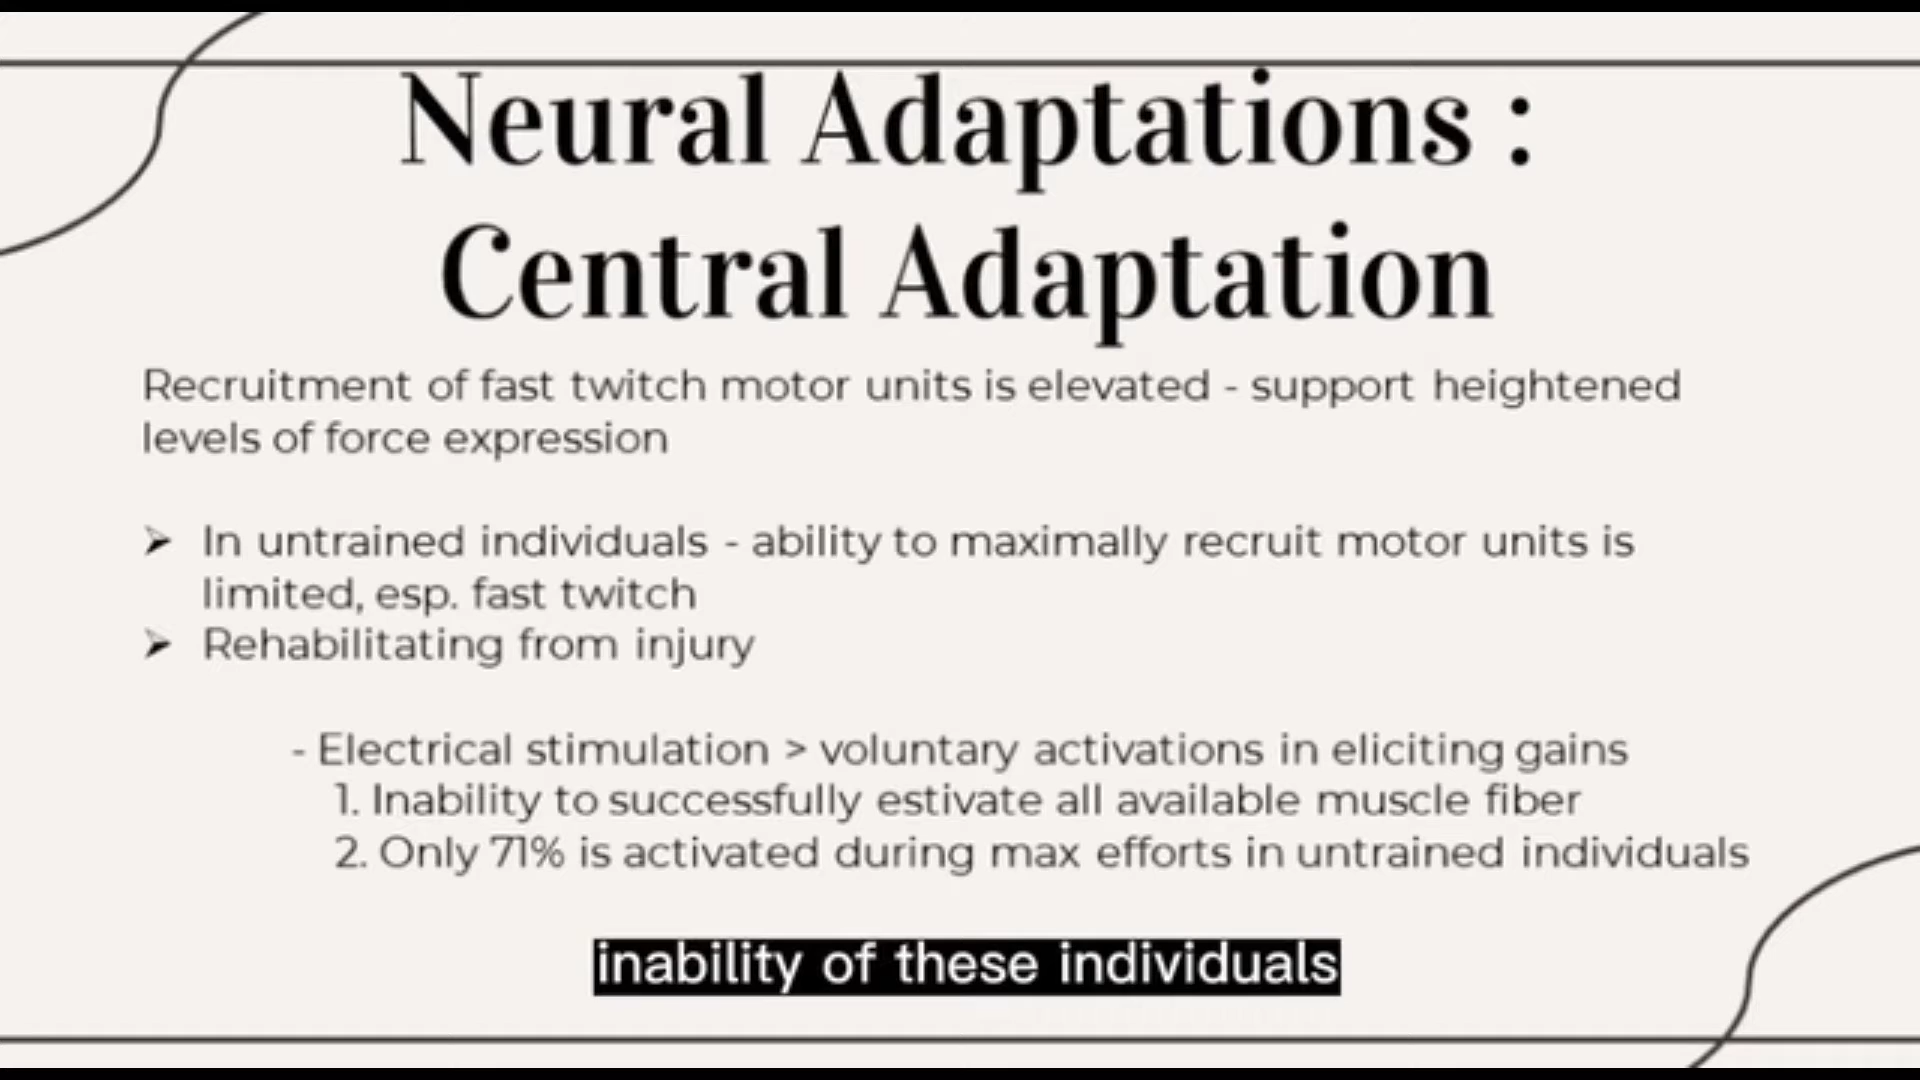 Neural Adaptations :
Central Adaptation
Recruitment of fast twitch motor units is elevated - support heightened
levels of force expression
➢ In untrained individuals - ability to maximally recruit motor units is
limited, esp. fast twitch
➢ Rehabilitating from injury
- Electrical stimulation > voluntary activations in eliciting gains
1. Inability to successfully estivate all available muscle fiber
2. Only 71% is activated during max efforts in untrained individuals
inability of these individuals